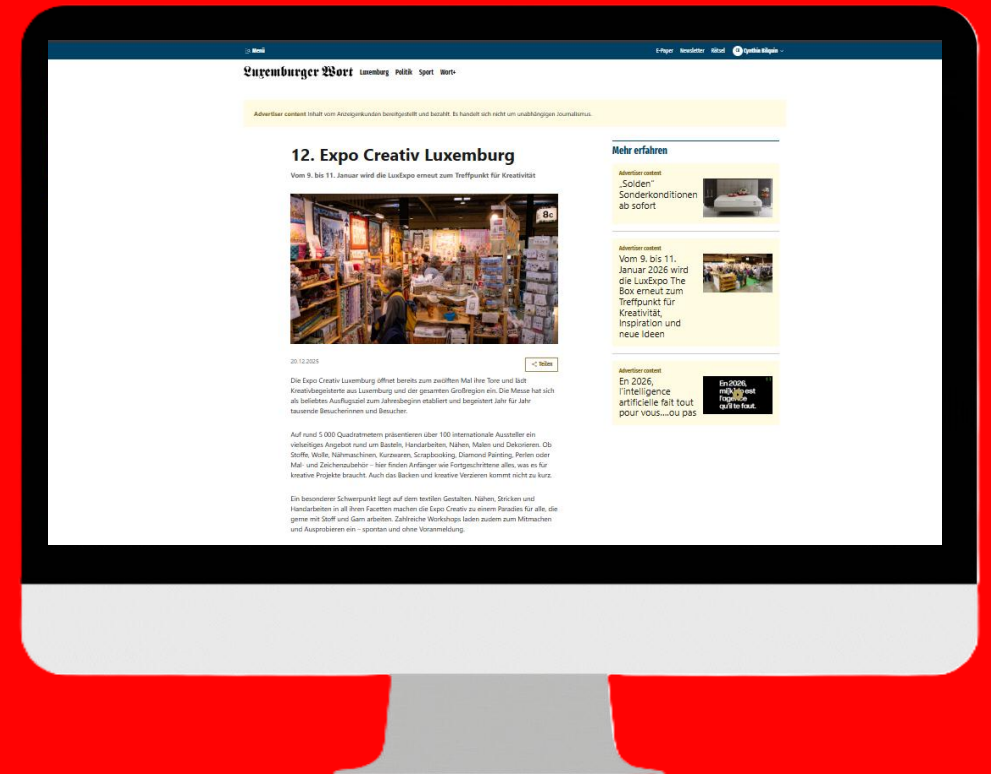 Menü
E-Paper Newsletter Rätsel
Luxemburger Wort Luxemburg Politik Sport Wort+
Advertiser content Inhalt vom Anzeigenkunden bereitgestellt und bezahlt. Es handelt sich nicht um unabhängigen Journalismus.
12. Expo Creativ Luxemburg
Vom 9. bis 11. Januar wird die LuxExpo erneut zum Treffpunkt für Kreativität
8c
20.12.2025
Teilen
Die Expo Creativ Luxemburg öffnet bereits zum zwölften Mal ihre Tore und lädt
Kreativbegeisterte aus Luxemburg und der gesamten Großregion ein. Die Messe hat sich
als beliebtes Ausflugsziel zum Jahresbeginn etabliert und begeistert Jahr für Jahr
tausende Besucherinnen und Besucher.
Auf rund 5 000 Quadratmetern präsentieren über 100 internationale Aussteller ein
vielseitiges Angebot rund um Basteln, Handarbeiten, Nähen, Malen und Dekorieren. Ob
Stoffe, Wolle, Nähmaschinen, Kurzwaren, Scrapbooking, Diamond Painting, Perlen oder
Mal- und Zeichenzubehör – hier finden Anfänger wie Fortgeschrittene alles, was es für
kreative Projekte braucht. Auch das Backen und kreative Verzieren kommt nicht zu kurz.
Ein besonderer Schwerpunkt liegt auf dem textilen Gestalten. Nähen, Stricken und
Handarbeiten in all ihren Facetten machen die Expo Creativ zu einem Paradies für alle, die
gerne mit Stoff und Garn arbeiten. Zahlreiche Workshops laden zudem zum Mitmachen
und Ausprobieren ein – spontan und ohne Voranmeldung.
Mehr erfahren
Advertiser content
„Solden“
Sonderkonditionen
ab sofort
Advertiser content
Vom 9. bis 11.
Januar 2026 wird
die LuxExpo The
Box erneut zum
Treffpunkt für
Kreativität,
Inspiration und
neue Ideen
Advertiser content
En 2026,
l'intelligence
artificielle fait tout
pour vous....ou pas
En 2026,
est
l'agence
qu'il te faut.